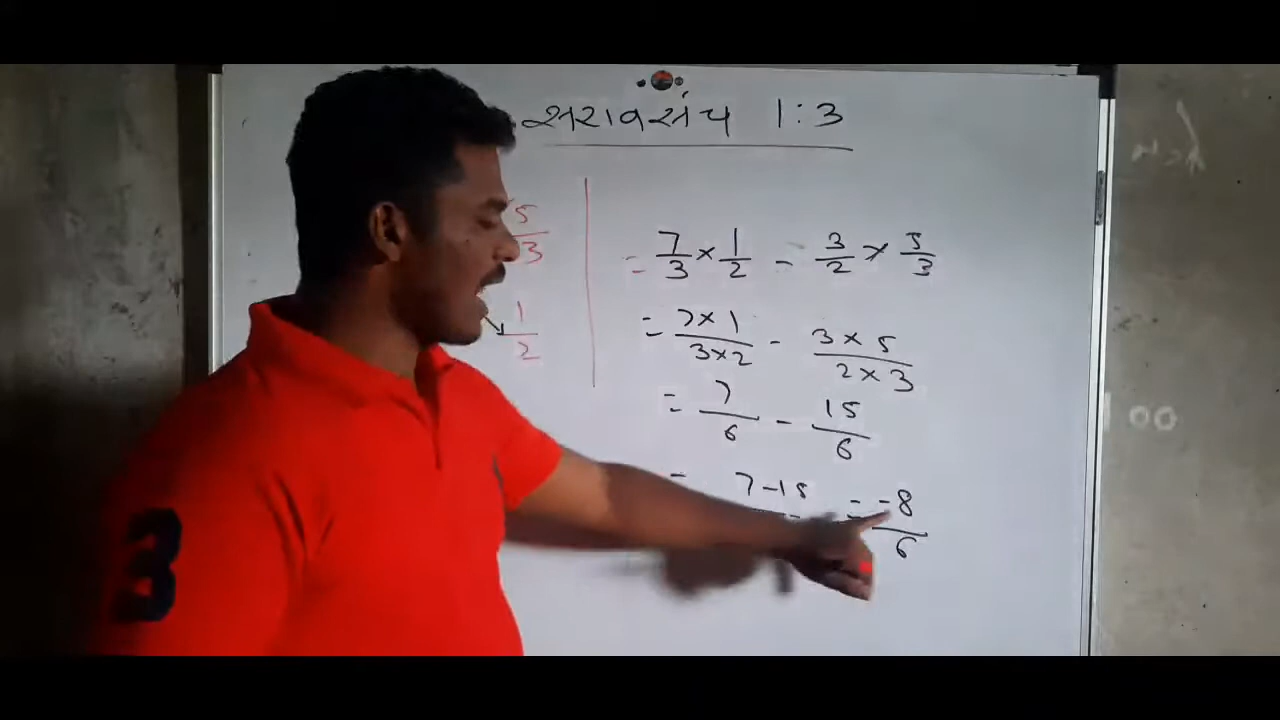 સરાવસંચ 1:3
5/3
1/2
= 7/3 × 1/2 - 3/2 × 5/3
= 7×1/3×2 - 3×5/2×3
= 7/6 - 15/6
= 7-15 = -8/6
3